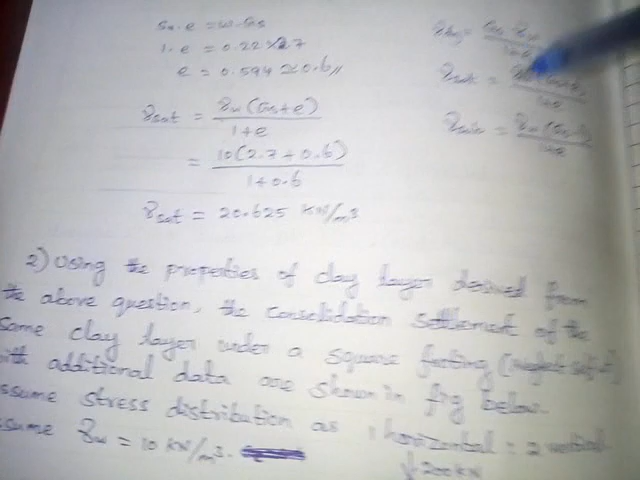 S.e = w.Gs
1.e = 0.22×2.7
e = 0.594 ≃ 0.6//
γsat = γw(Gs+e)
1+e
= 10(2.7+0.6)
1+0.6
γsat = 20.625 KN/m³
γsat =
γsub = γw(Gs-1)
1+e
2) Using the properties of clay layer derived from
the above question, the consolidation settlement of the
same clay layer under a square footing (neglect self
with additional data are shown in fig below.
Assume stress distribution as 1 horizontal : 2 vertical
Assume γw = 10 KN/m³.
↓200KN